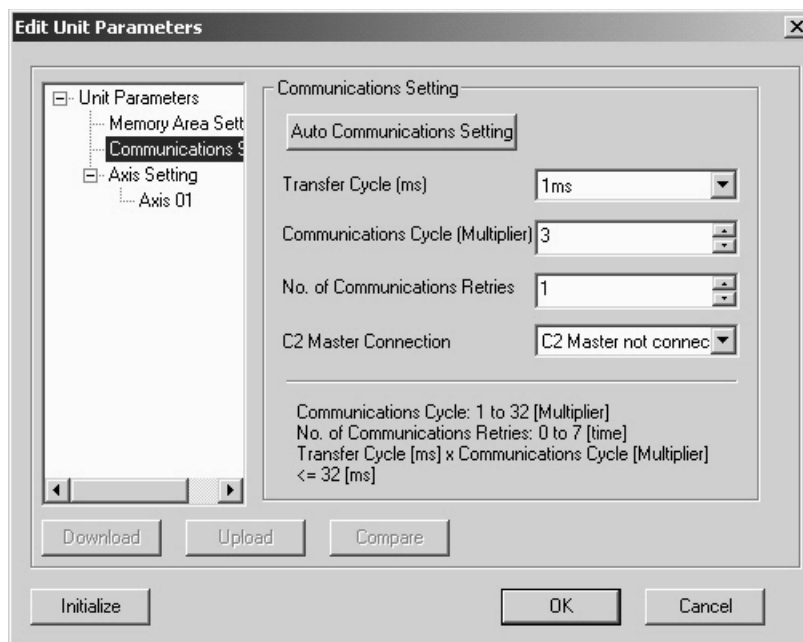 Edit Unit Parameters
Unit Parameters
Memory Area Sett
Communications S
Axis Setting
Axis 01
Communications Setting
Auto Communications Setting
Transfer Cycle (ms)
1ms
Communications Cycle (Multiplier)
3
No. of Communications Retries
1
C2 Master Connection
C2 Master not connec
Communications Cycle: 1 to 32 [Multiplier]
No. of Communications Retries: 0 to 7 [time]
Transfer Cycle [ms] x Communications Cycle [Multiplier]
<= 32 [ms]
Download
Upload
Compare
Initialize
OK
Cancel